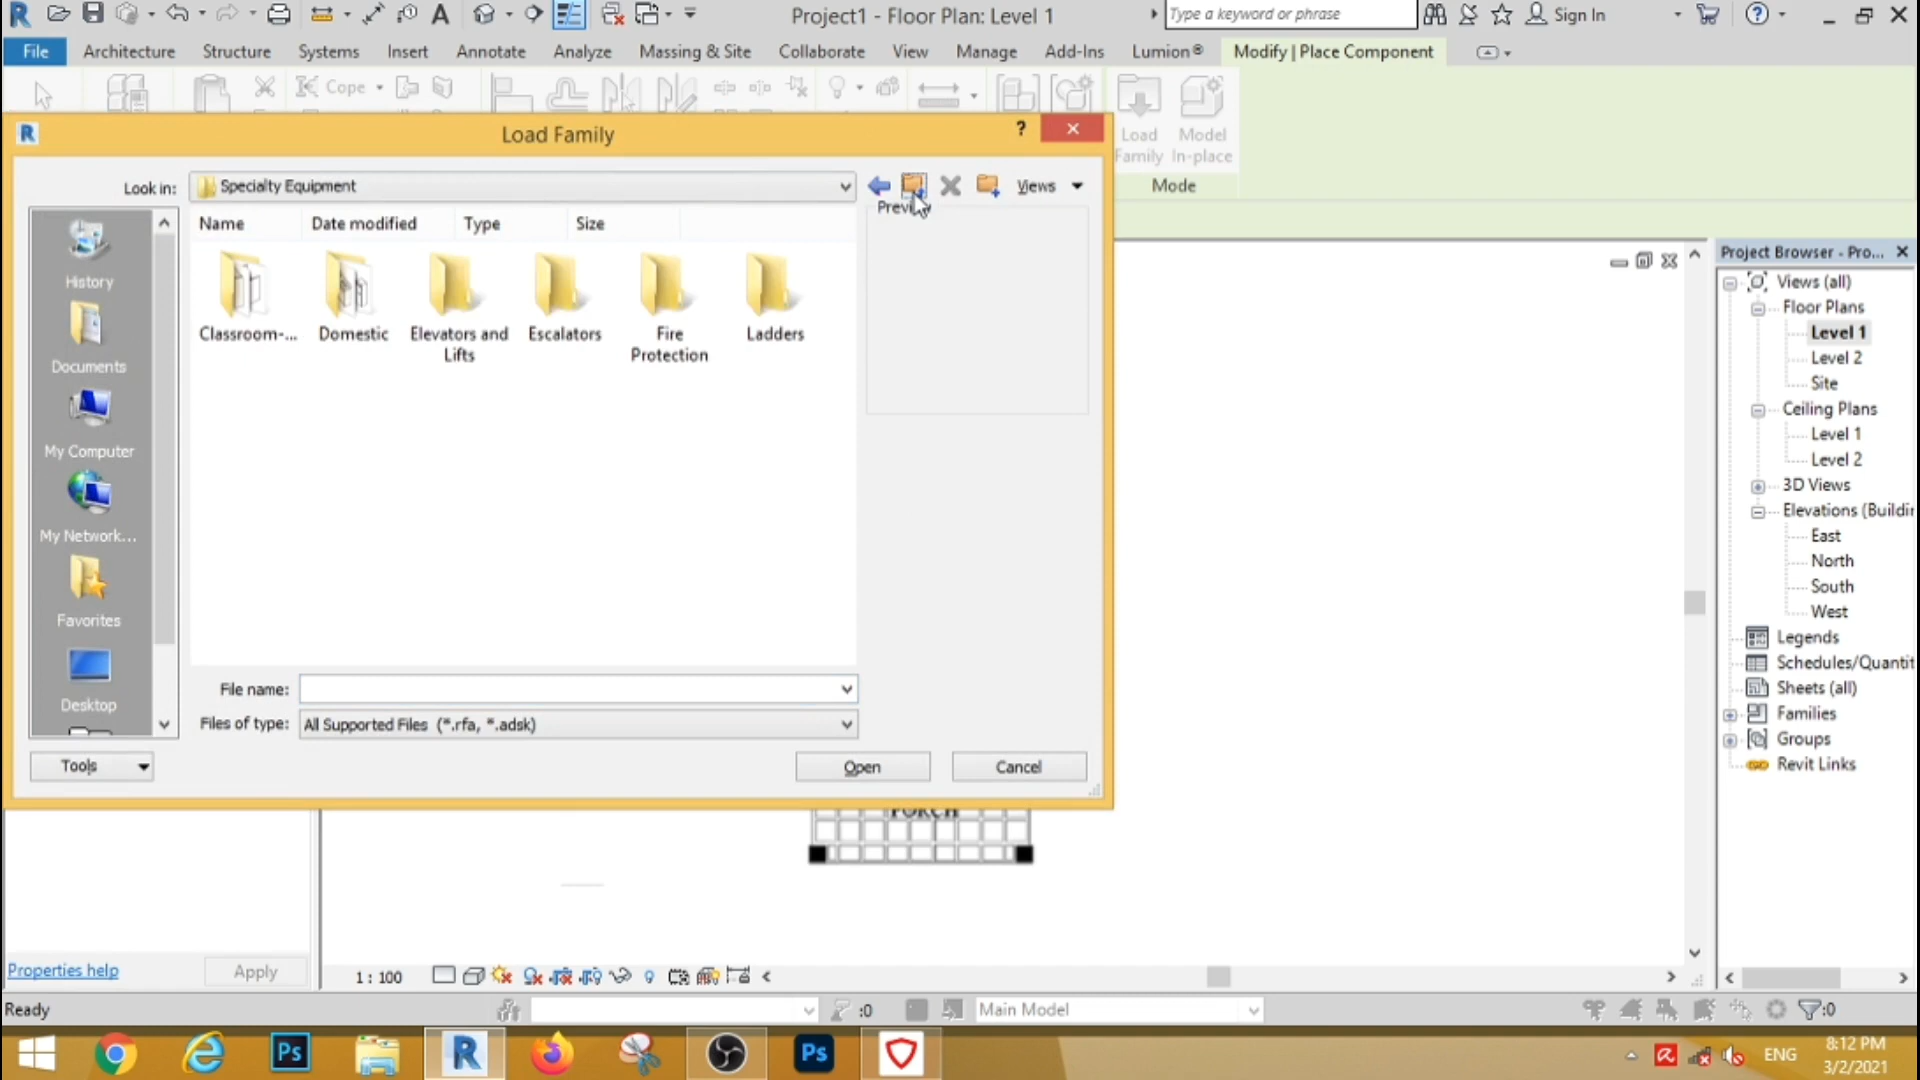 Project1 - Floor Plan: Level 1
Type a keyword or phrase
Sign In
File
Architecture
Structure
Systems
Insert
Annotate
Analyze
Massing & Site
Collaborate
View
Manage
Add-Ins
Lumion®
Modify | Place Component
Cope
Load Family
Model In-place
Mode
Load Family
Look in:
Specialty Equipment
Views
Name
Date modified
Type
Size
History
Documents
My Computer
My Network...
Favorites
Desktop
Classroom-...
Domestic
Elevators and Lifts
Escalators
Fire Protection
Ladders
File name:
Files of type:
All Supported Files (*.rfa, *.adsk)
Tools
Open
Cancel
Project Browser - Pro...
Views (all)
Floor Plans
Level 1
Level 2
Site
Ceiling Plans
Level 1
Level 2
3D Views
Elevations (Buildin
East
North
South
West
Legends
Schedules/Quantit
Sheets (all)
Families
Groups
Revit Links
PORCH
Properties help
Apply
1 : 100
Ready
:0
Main Model
:0
Ps
Ps
ENG
8:12 PM
3/2/2021